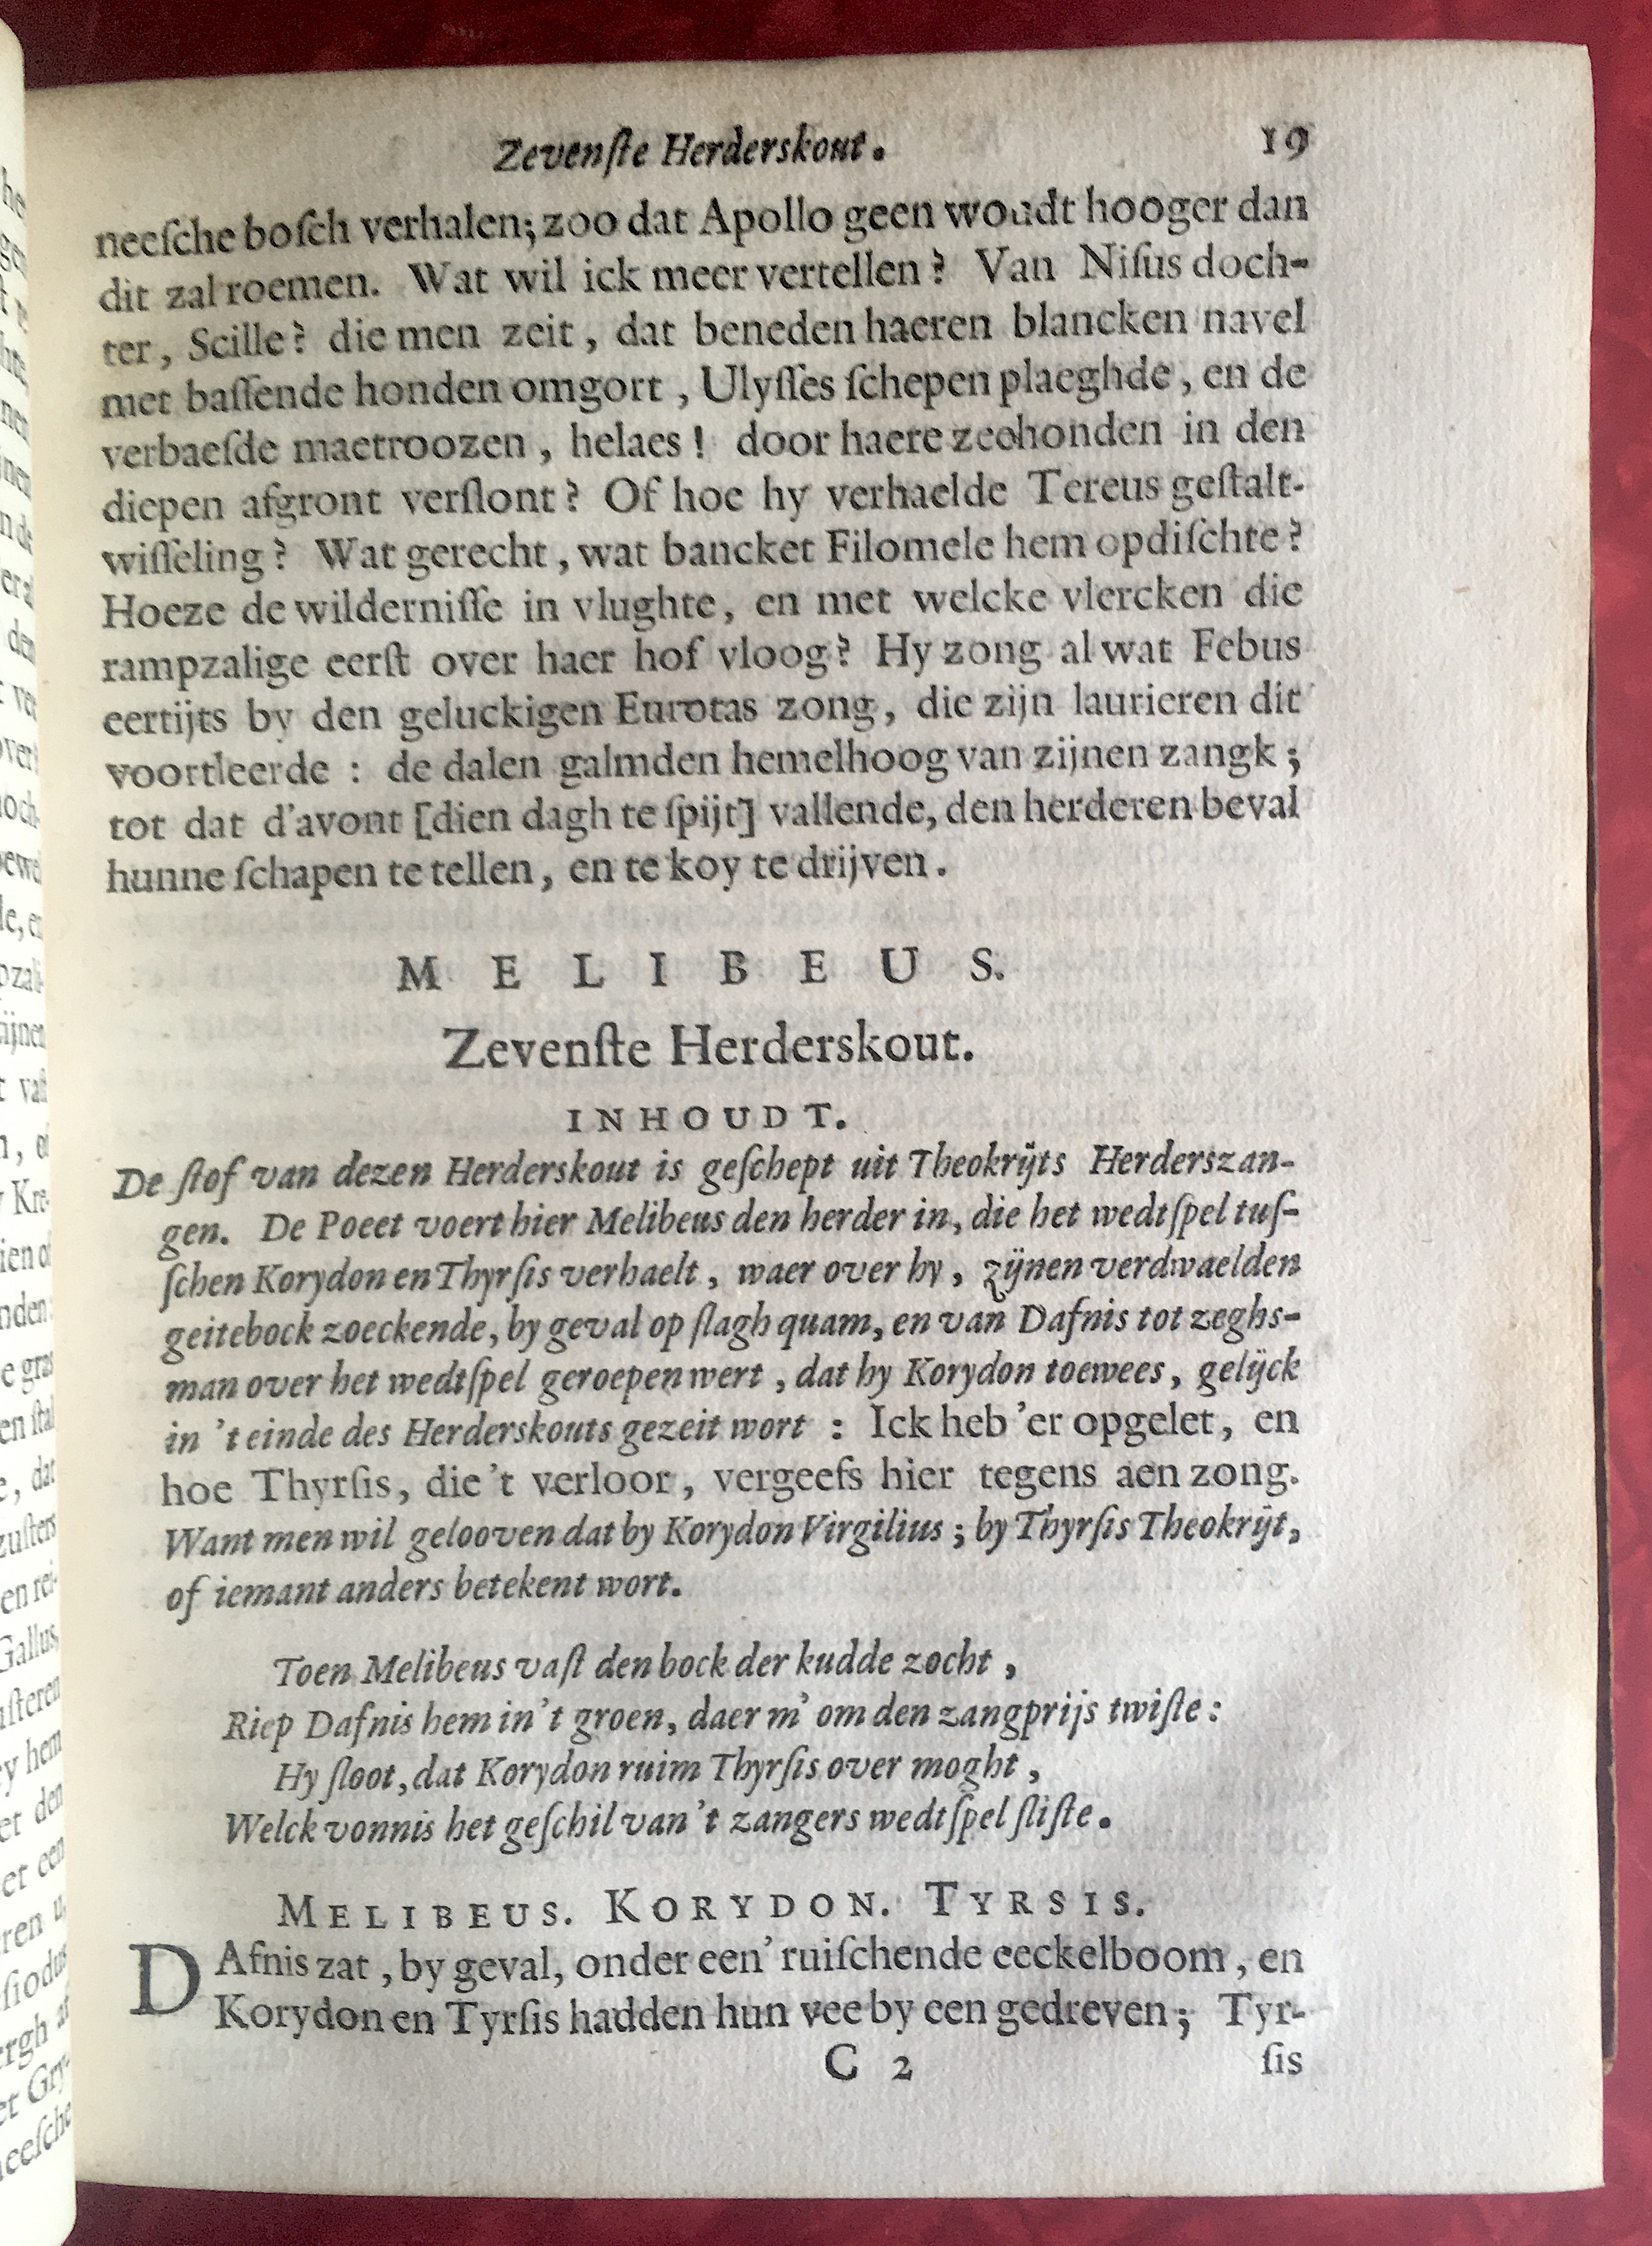 Zevenſte Herderskout. 19
neeſche boſch verhalen; zoo dat Apollo geen woudt hooger dan
dit zal roemen. Wat wil ick meer vertellen? Van Niſus doch-
ter, Scille? die men zeit, dat beneden haeren blancken navel
met baſſende honden omgort, Ulyſſes ſchepen plaeghde, en de
verbaeſde maetroozen, helaes! door haere zeehonden in den
diepen afgront verſlont? Of hoe hy verhaelde Tereus geſtalt-
wiſſeling? Wat gerecht, wat bancket Filomele hem opdiſchte?
Hoeze de wilderniſſe in vlughte, en met welcke vlercken die
rampzalige eerſt over haer hof vloog? Hy zong al wat Febus
eertijts by den geluckigen Eurotas zong, die zijn laurieren dit
voortleerde: de dalen galmden hemelhoog van zijnen zangk;
tot dat d'avont [dien dagh te ſpijt] vallende, den herderen beval
hunne ſchapen te tellen, en te koy te drijven.
MELIBEUS.
Zevenſte Herderskout.
INHOUDT.
De ſtof van dezen Herderskout is geſchept uit Theokrijts Herderszan-
gen. De Poeet voert hier Melibeus den herder in, die het wedtſpel tuſ-
ſchen Korydon en Thyrſis verhaelt, waer over hy, zijnen verdwaelden
geitebock zoeckende, by geval op ſlagh quam, en van Dafnis tot zeghs-
man over het wedtſpel geroepen wert, dat hy Korydon toewees, gelijck
in 't einde des Herderskouts gezeit wort: Ick heb 'er opgelet, en
hoe Thyrſis, die 't verloor, vergeefs hier tegens aen zong.
Want men wil gelooven dat by Korydon Virgilius; by Thyrſis Theokrijt,
of iemant anders betekent wort.
Toen Melibeus vaſt den bock der kudde zocht,
Riep Dafnis hem in 't groen, daer m' om den zangprijs twiſte:
Hy ſloot, dat Korydon ruim Thyrſis over moght,
Welck vonnis het geſchil van 't zangers wedtſpel ſliſte.
MELIBEUS. KORYDON. TYRSIS.
DAfnis zat, by geval, onder een' ruiſchende eeckelboom, en
Korydon en Tyrſis hadden hun vee by een gedreven; Tyr-
C 2 ſis